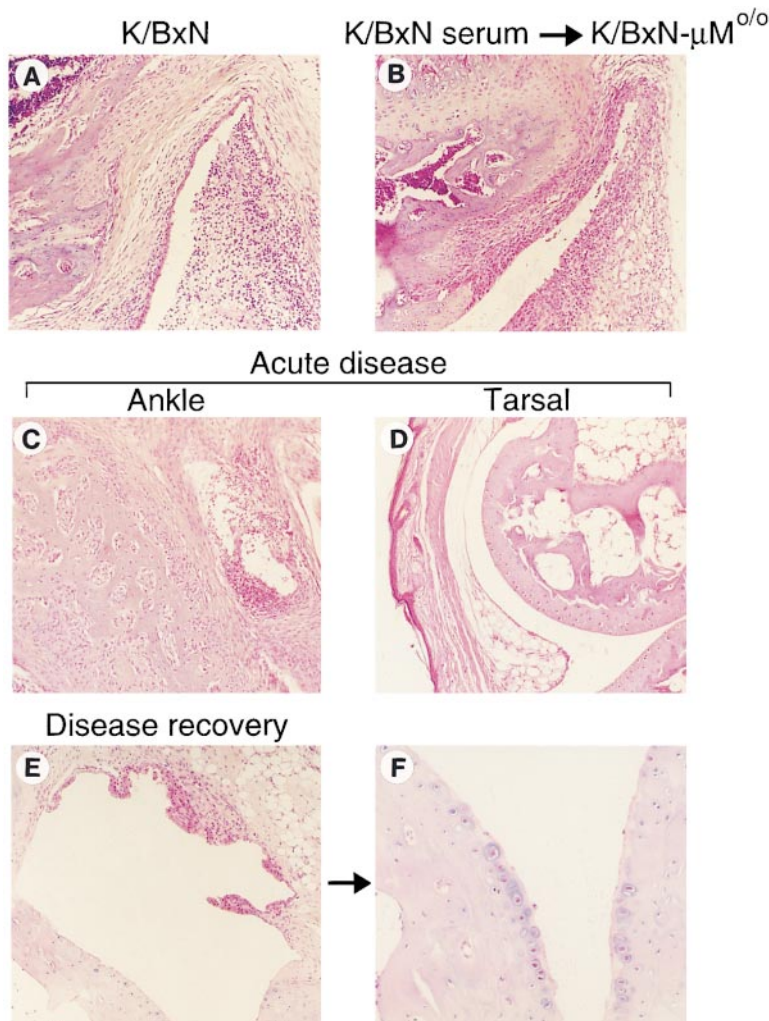 K/BxN
K/BxN serum → K/BxN-μM^o/o
A
B
Acute disease
Ankle
Tarsal
C
D
Disease recovery
E
F